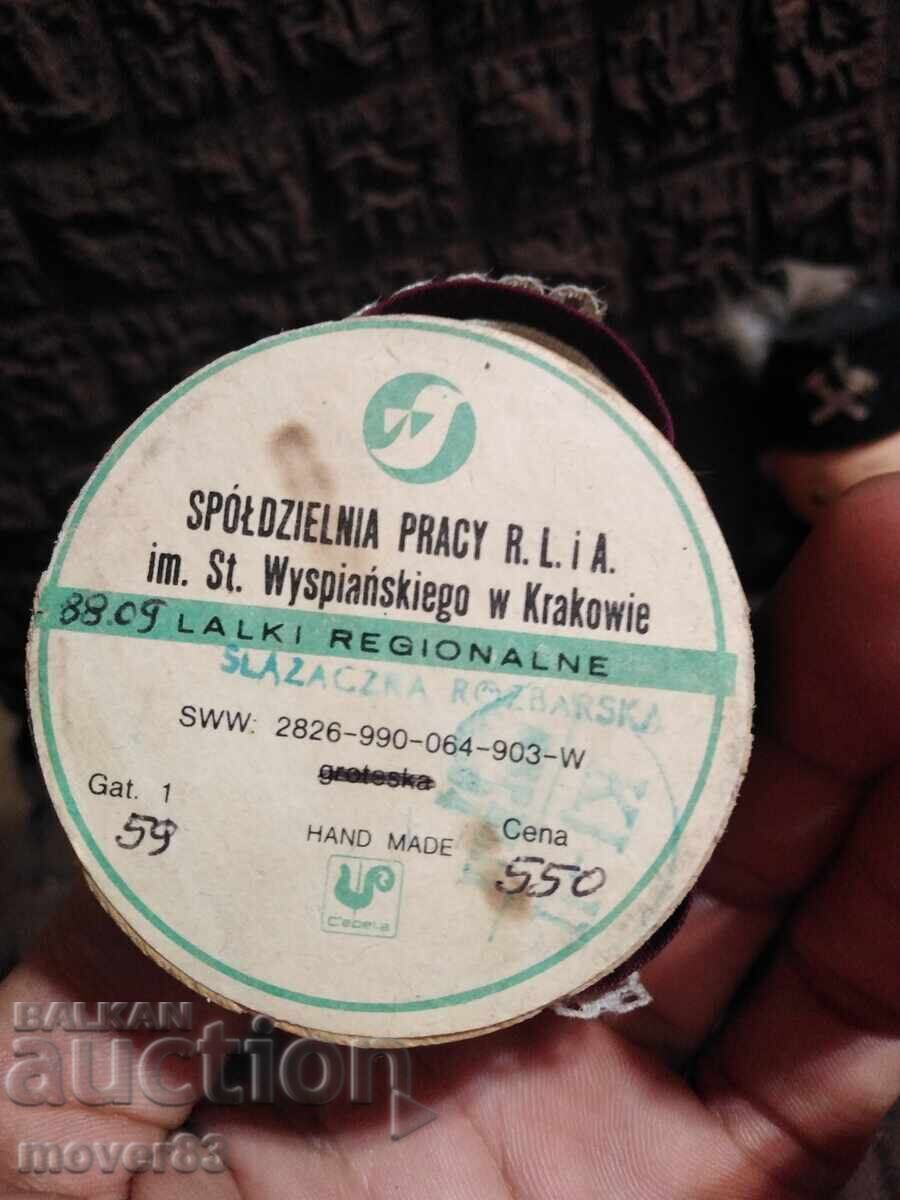 SPÓŁDZIELNIA PRACY R. L. i A.
im. St. Wyspiańskiego w Krakowie
88.09 LALKI REGIONALNE
ŚLĄZACZKA ROZBARSKA
SWW: 2826-990-064-903-W
groteska
Gat. 1
59
HAND MADE
Cepelia
Cena
550
BALKAN
auction
mover83